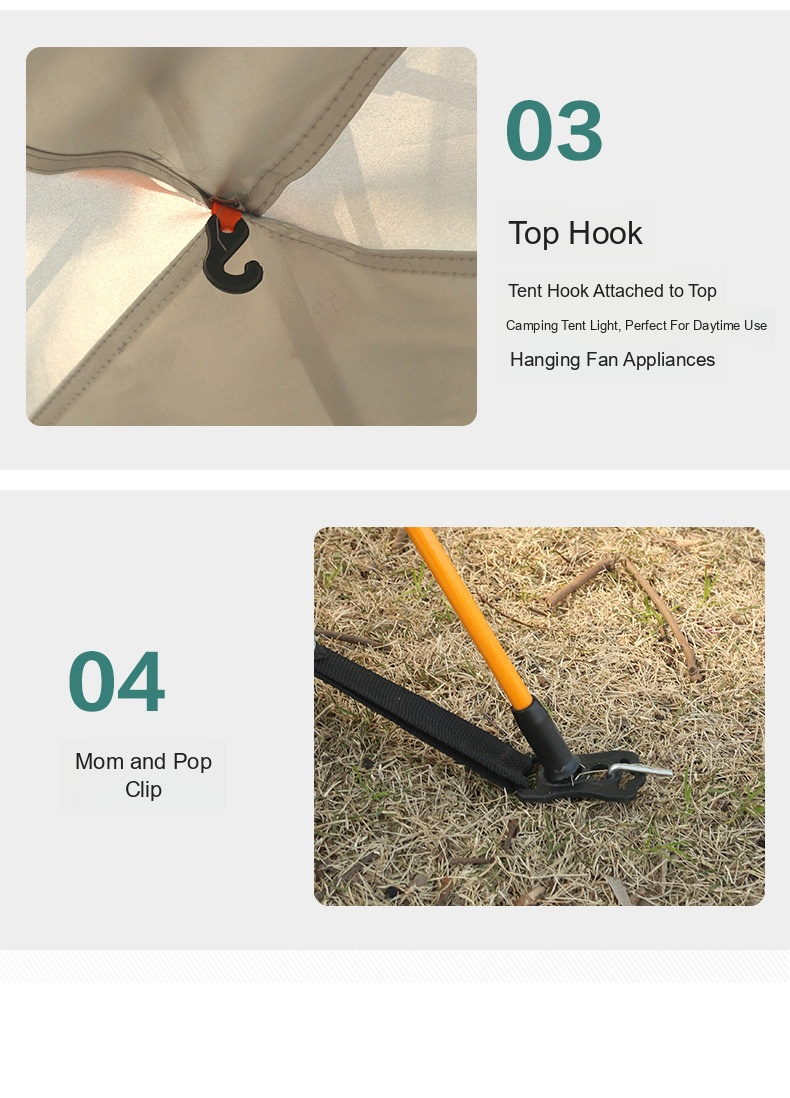 03
Top Hook
Tent Hook Attached to Top
Camping Tent Light, Perfect For Daytime Use
Hanging Fan Appliances
04
Mom and Pop
Clip